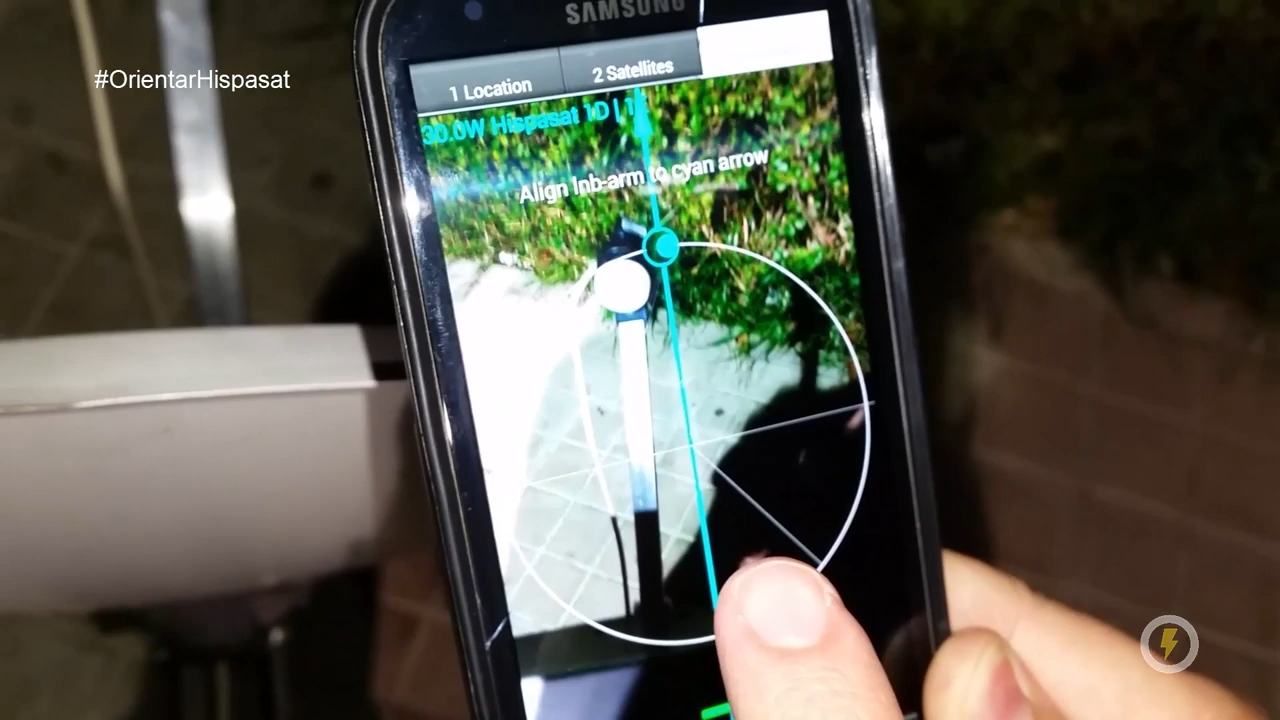 SAMSUNG
#OrientarHispasat
1 Location
2 Satellites
30.0W Hispasat 1D |
Align lnb-arm to cyan arrow